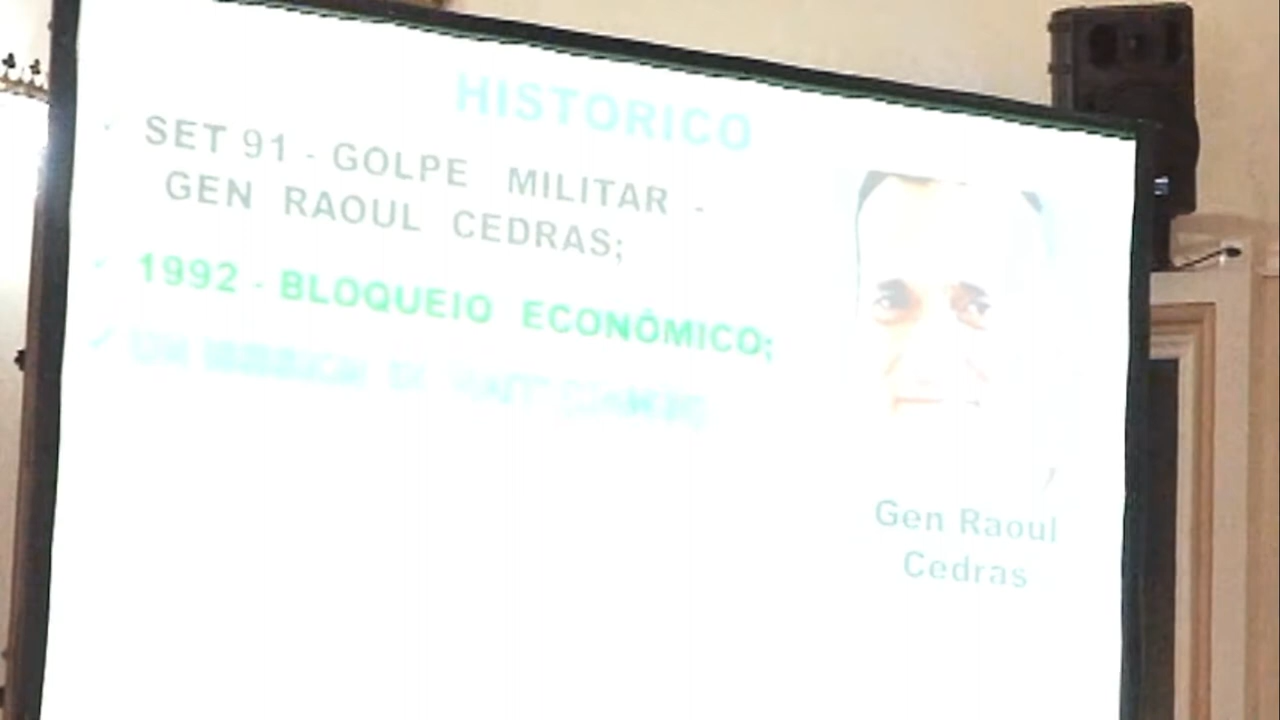 HISTORICO
SET 91 - GOLPE MILITAR -
GEN RAOUL CEDRAS;
1992 - BLOQUEIO ECONÔMICO;
Gen Raoul
Cedras